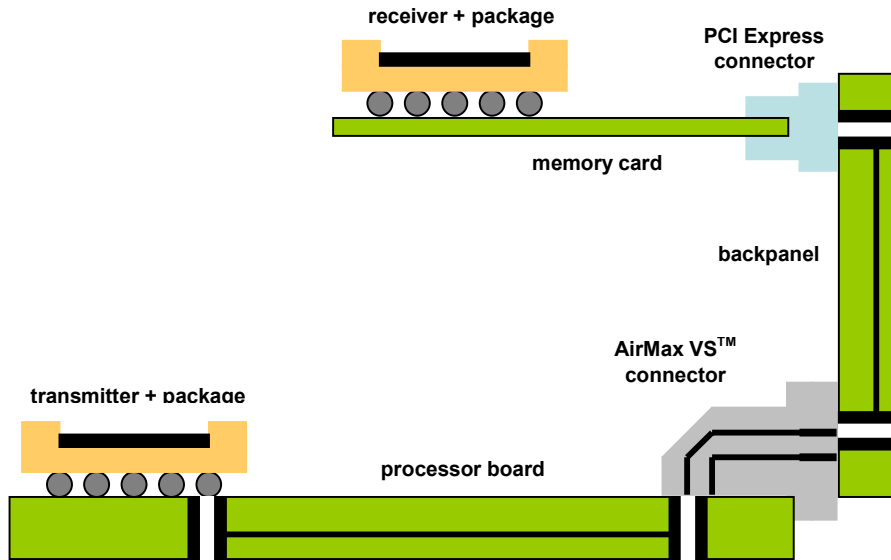 receiver + package
PCI Express
connector
memory card
backpanel
AirMax VS™
connector
transmitter + package
processor board